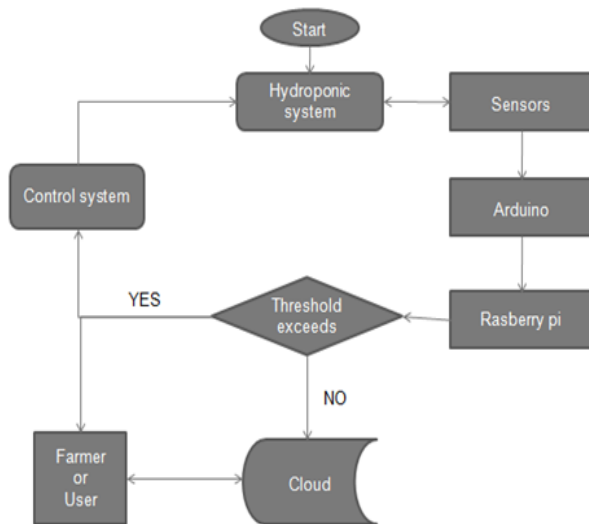 Start
Hydroponic
system
Sensors
Control system
Arduino
YES
Threshold
exceeds
Rasberry pi
NO
Farmer
or
User
Cloud